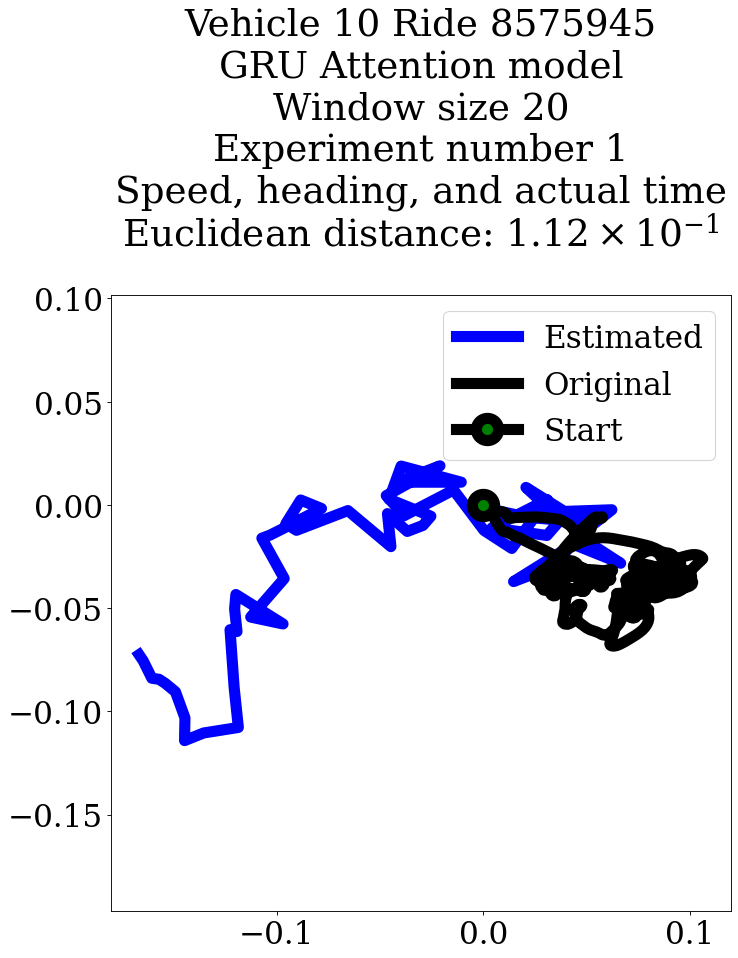 Vehicle 10 Ride 8575945
GRU Attention model
Window size 20
Experiment number 1
Speed, heading, and actual time
Euclidean distance: 1.12 × 10⁻¹
0.10
0.05
0.00
−0.05
−0.10
−0.15
Estimated
Original
Start
−0.1
0.0
0.1